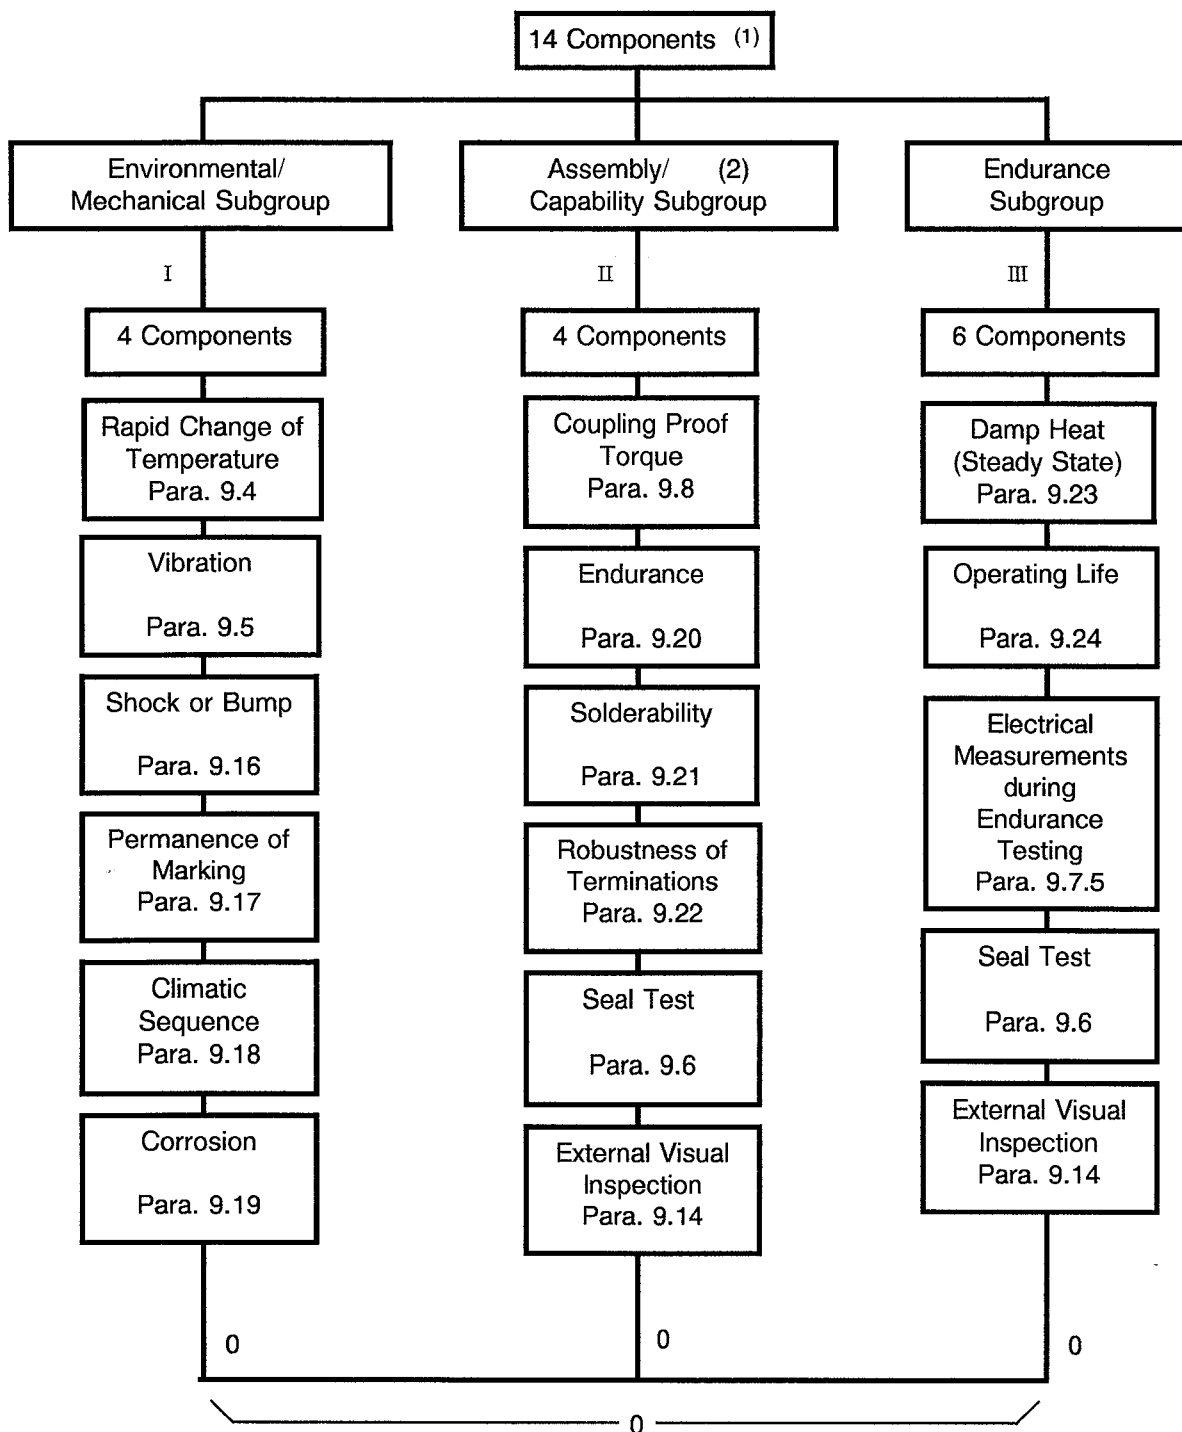 14 Components (1)
Environmental/
Mechanical Subgroup
I
4 Components
Rapid Change of
Temperature
Para. 9.4
Vibration
Para. 9.5
Shock or Bump
Para. 9.16
Permanence of
Marking
Para. 9.17
Climatic
Sequence
Para. 9.18
Corrosion
Para. 9.19
0
Assembly/ (2)
Capability Subgroup
II
4 Components
Coupling Proof
Torque
Para. 9.8
Endurance
Para. 9.20
Solderability
Para. 9.21
Robustness of
Terminations
Para. 9.22
Seal Test
Para. 9.6
External Visual
Inspection
Para. 9.14
0
Endurance
Subgroup
III
6 Components
Damp Heat
(Steady State)
Para. 9.23
Operating Life
Para. 9.24
Electrical
Measurements
during
Endurance
Testing
Para. 9.7.5
Seal Test
Para. 9.6
External Visual
Inspection
Para. 9.14
0
0